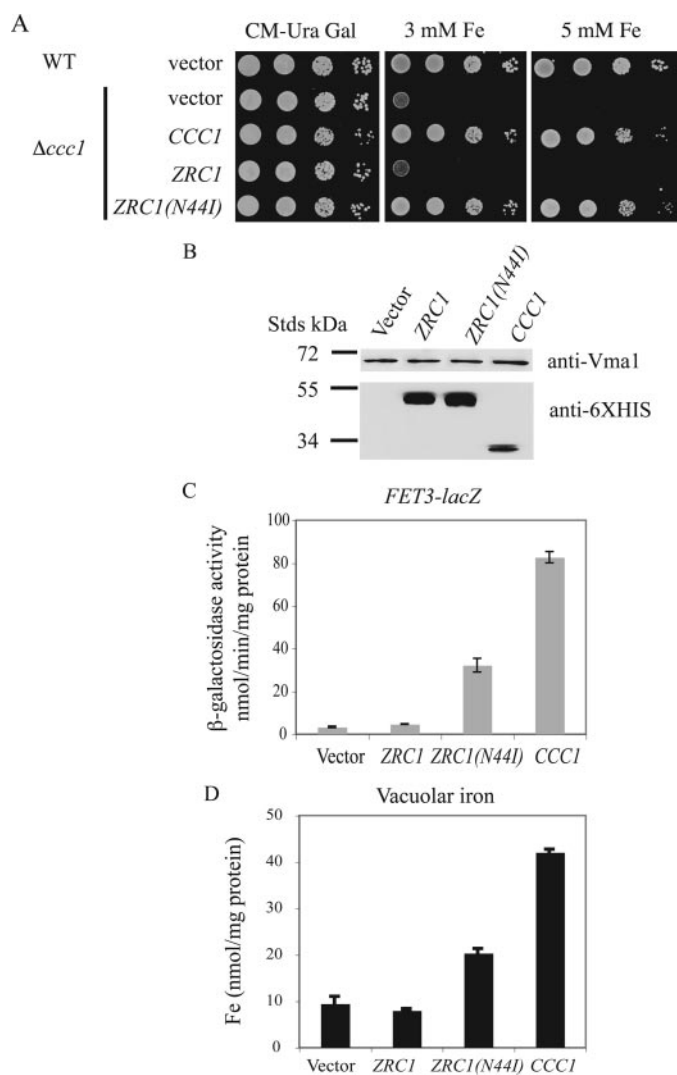 A
CM-Ura Gal 3 mM Fe 5 mM Fe
WT vector
vector
Δccc1 CCC1
ZRC1
ZRC1(N44I)
B
Stds kDa Vector ZRC1 ZRC1(N44I) CCC1
72 anti-Vma1
55 anti-6XHIS
34
C FET3-lacZ
β-galactosidase activity
nmol/min/mg protein
100
80
60
40
20
0
Vector ZRC1 ZRC1(N44I) CCC1
D Vacuolar iron
Fe (nmol/mg protein)
50
40
30
20
10
0
Vector ZRC1 ZRC1(N44I) CCC1